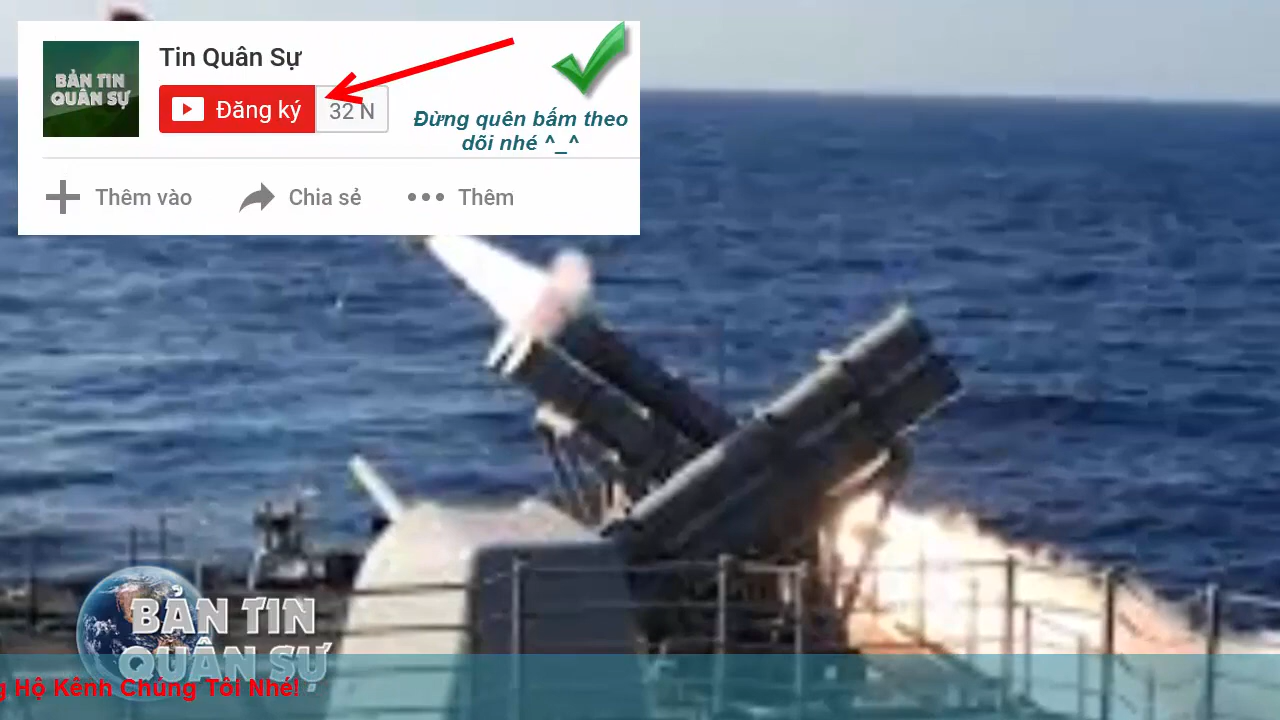 Tin Quân Sự
BẢN TIN
QUÂN SỰ
Đăng ký
32 N
Đừng quên bấm theo
dõi nhé ^_^
Thêm vào
Chia sẻ
Thêm
BẢN TIN
QUÂN SỰ
Hộ Kênh Chúng Tôi Nhé!